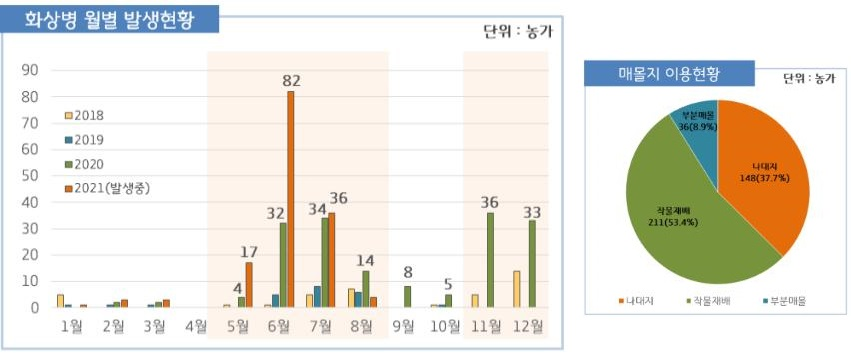 화상병 월별 발생현황
단위 : 농가
90
80
70
60
50
40
30
20
10
0
2018
2019
2020
2021(발생중)
4
17
32
82
34
36
14
8
5
36
33
1월 2월 3월 4월 5월 6월 7월 8월 9월 10월 11월 12월
매몰지 이용현황
단위 : 농가
부분매몰
36(8.9%)
나대지
148(37.7%)
작물재배
211(53.4%)
나대지 작물재배 부분매몰